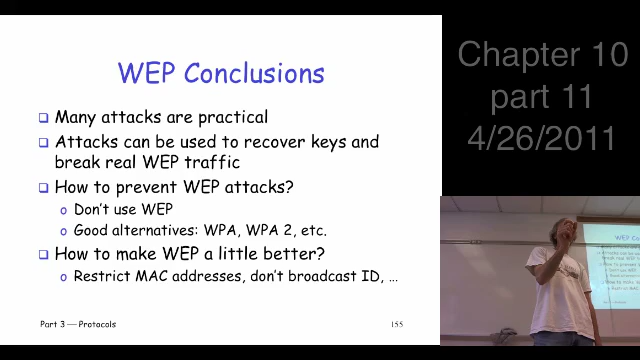 WEP Conclusions
Many attacks are practical
Attacks can be used to recover keys and
break real WEP traffic
How to prevent WEP attacks?
Don't use WEP
Good alternatives: WPA, WPA 2, etc.
How to make WEP a little better?
Restrict MAC addresses, don't broadcast ID, …
Part 3 — Protocols
155
Chapter 10
part 11
4/26/2011
WEP Con